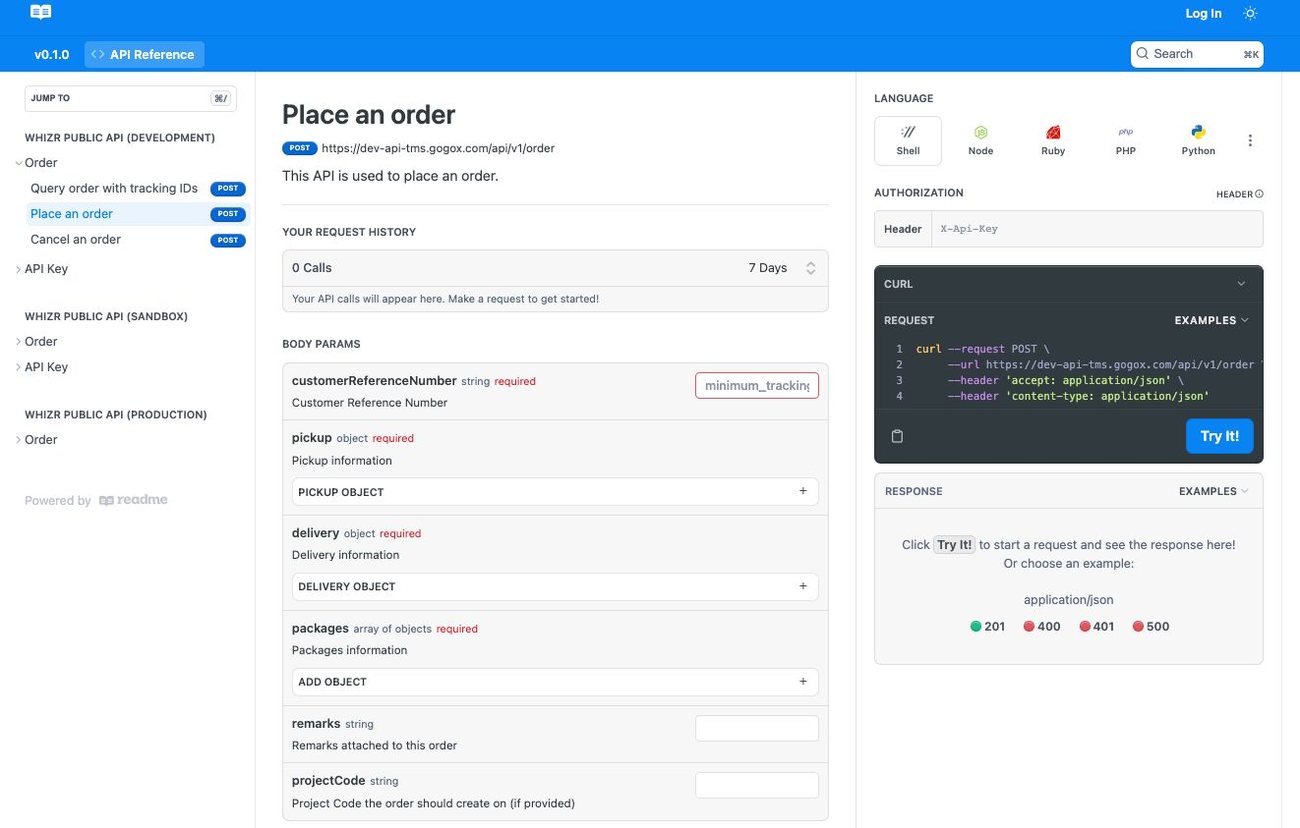 Log In
v0.1.0
<> API Reference
Search
⌘K
JUMP TO
⌘/
WHIZR PUBLIC API (DEVELOPMENT)
Order
Query order with tracking IDs POST
Place an order POST
Cancel an order POST
API Key
WHIZR PUBLIC API (SANDBOX)
Order
API Key
WHIZR PUBLIC API (PRODUCTION)
Order
Powered by readme
Place an order
POST https://dev-api-tms.gogox.com/api/v1/order
This API is used to place an order.
YOUR REQUEST HISTORY
0 Calls 7 Days
Your API calls will appear here. Make a request to get started!
BODY PARAMS
customerReferenceNumber string required
minimum_tracking
Customer Reference Number
pickup object required
Pickup information
PICKUP OBJECT +
delivery object required
Delivery information
DELIVERY OBJECT +
packages array of objects required
Packages information
ADD OBJECT +
remarks string
Remarks attached to this order
projectCode string
Project Code the order should create on (if provided)
LANGUAGE
Shell
Node
Ruby
php
PHP
Python
AUTHORIZATION HEADER
Header X-Api-Key
CURL
REQUEST EXAMPLES
1 curl --request POST \
2 --url https://dev-api-tms.gogox.com/api/v1/order \
3 --header 'accept: application/json' \
4 --header 'content-type: application/json'
Try It!
RESPONSE EXAMPLES
Click Try It! to start a request and see the response here!
Or choose an example:
application/json
201 400 401 500